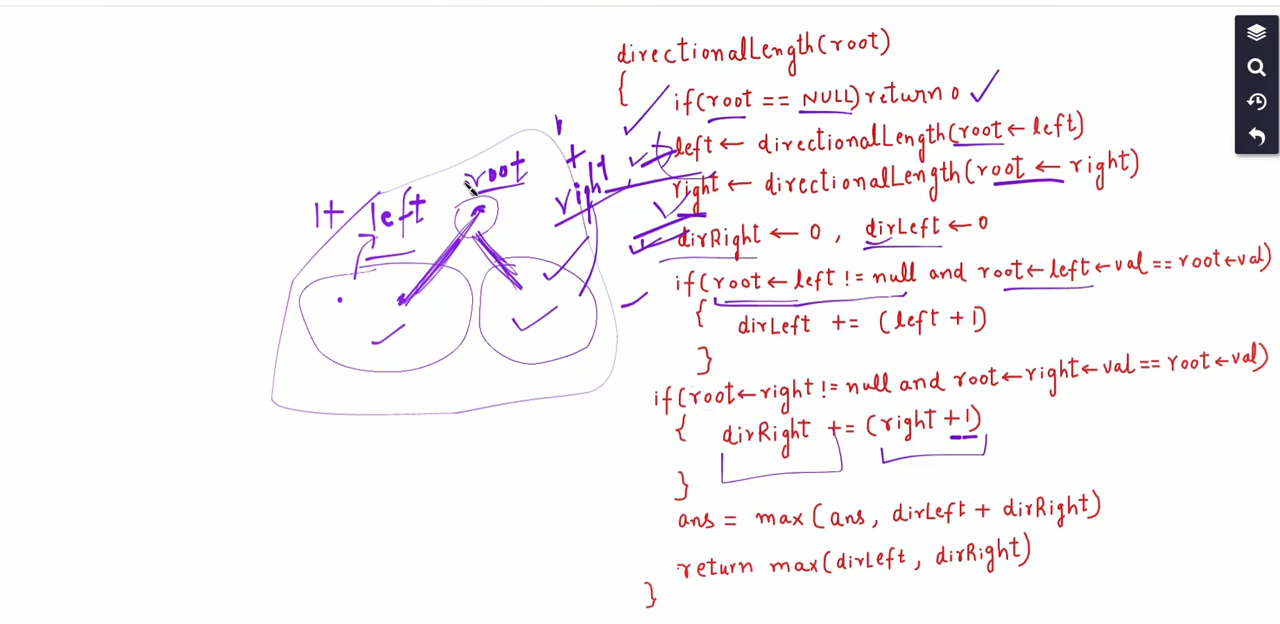 directionalLength(root)
{
if(root == NULL) return 0
left ← directionalLength(root ← left)
right ← directionalLength(root ← right)
dirRight ← 0 , dirLeft ← 0
if(root ← left != null and root ← left ← val == root ← val)
{
dirLeft += (left + 1)
}
if(root ← right != null and root ← right ← val == root ← val)
{ dirRight += (right + 1)
}
ans = max(ans, dirLeft + dirRight)
return max(dirLeft, dirRight)
}
root
1+ left
+
right